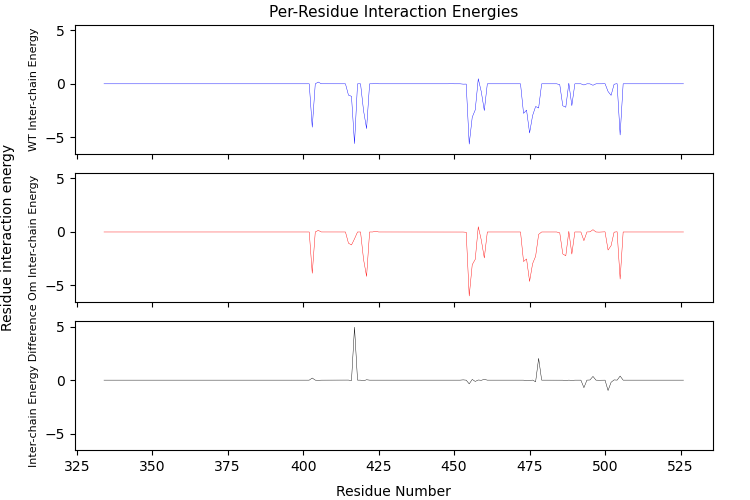 Per-Residue Interaction Energies
Residue interaction energy
WT Inter-chain Energy
5
0
−5
Om Inter-chain Energy
5
0
−5
Inter-chain Energy Difference
5
0
−5
325 350 375 400 425 450 475 500 525
Residue Number